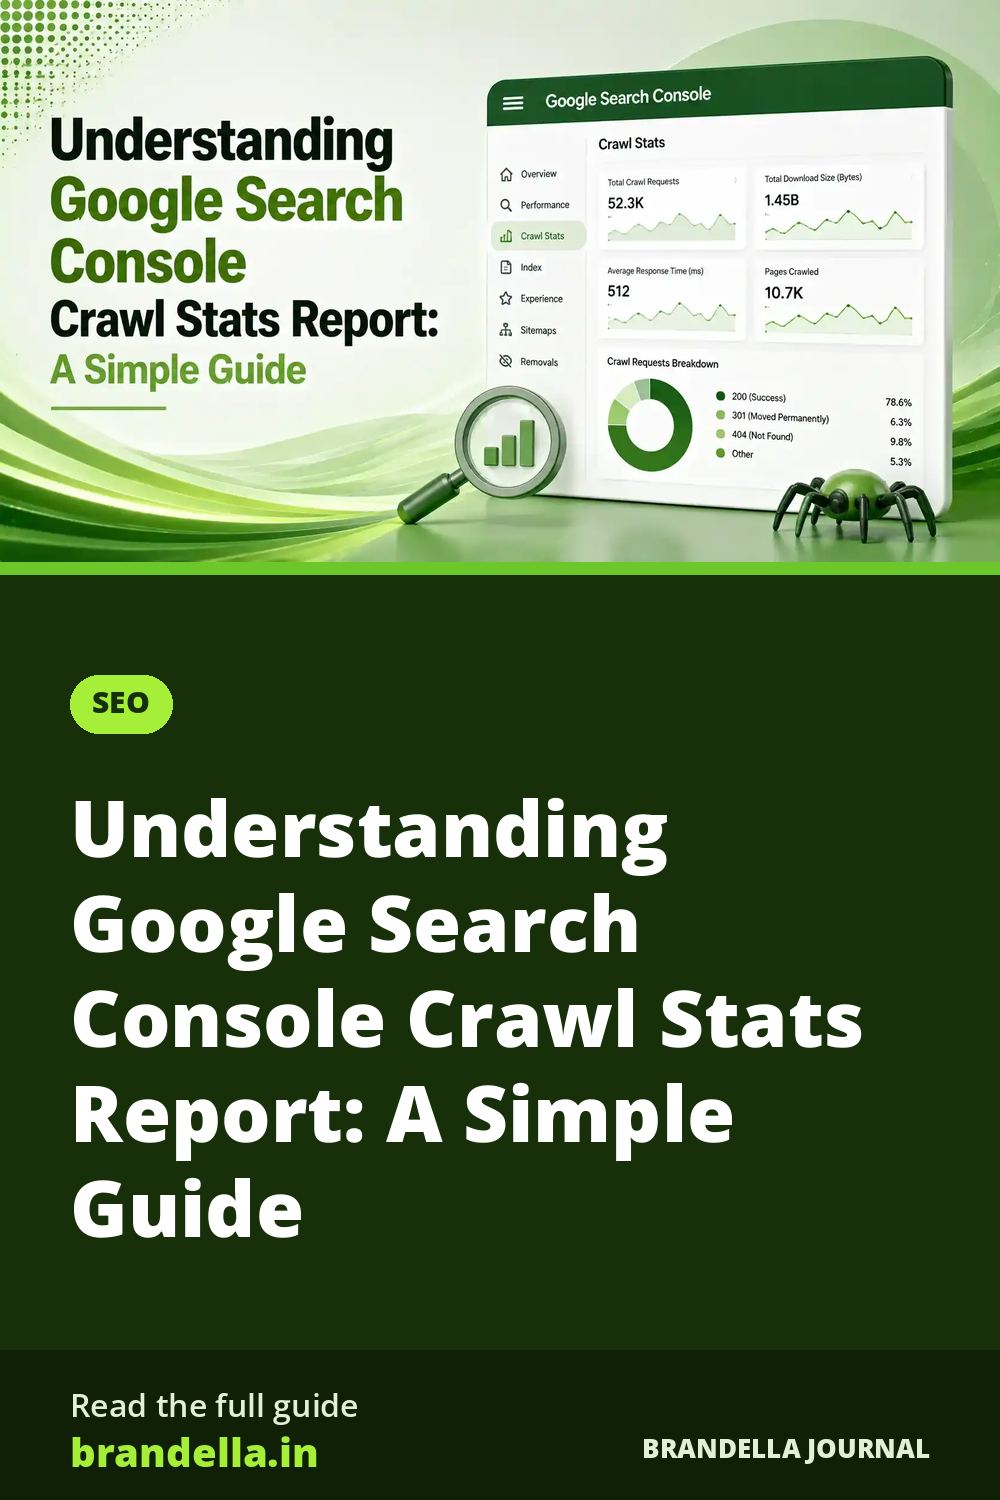 Understanding
Google Search
Console
Crawl Stats Report:
A Simple Guide
Google Search Console
Overview
Performance
Crawl Stats
Index
Experience
Sitemaps
Removals
Crawl Stats
Total Crawl Requests
52.3K
Total Download Size (Bytes)
1.45B
Average Response Time (ms)
512
Pages Crawled
10.7K
Crawl Requests Breakdown
200 (Success) 78.6%
301 (Moved Permanently) 6.3%
404 (Not Found) 9.8%
Other 5.3%
SEO
Understanding
Google Search
Console Crawl Stats
Report: A Simple
Guide
Read the full guide
brandella.in
BRANDELLA JOURNAL